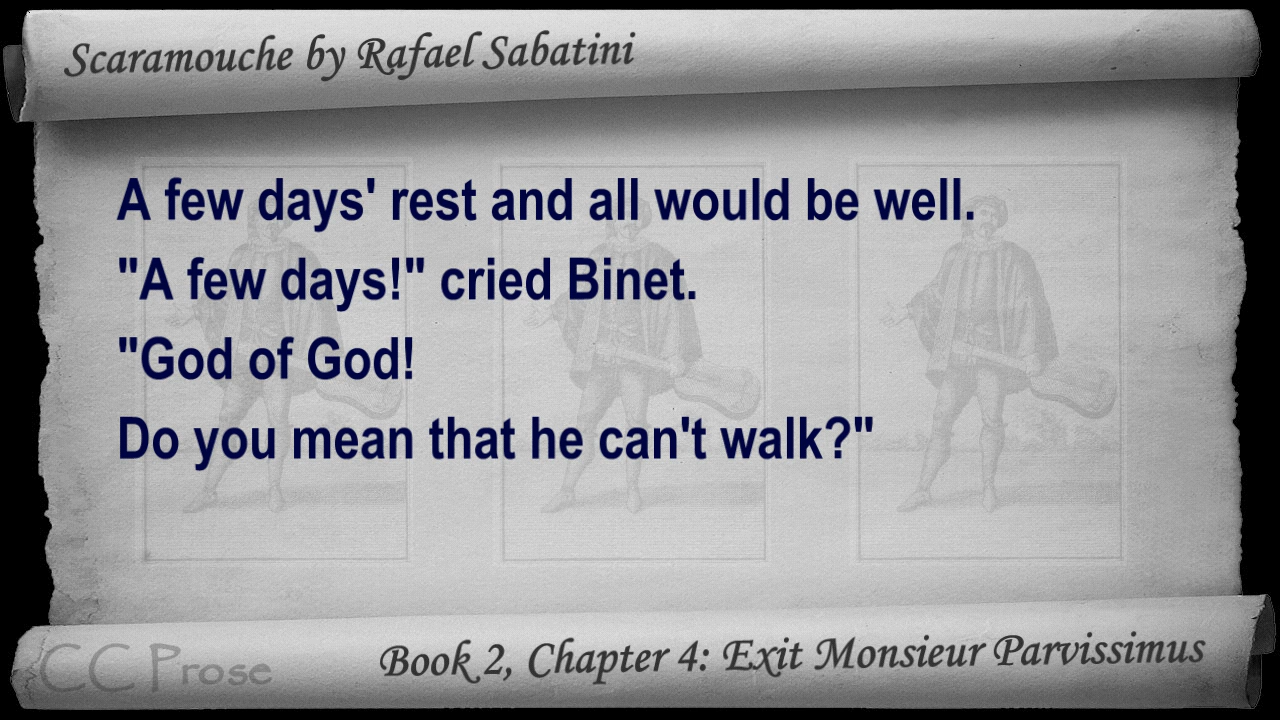 Scaramouche by Rafael Sabatini
A few days' rest and all would be well.
"A few days!" cried Binet.
"God of God!
Do you mean that he can't walk?"
CC Prose
Book 2, Chapter 4: Exit Monsieur Parvissimus